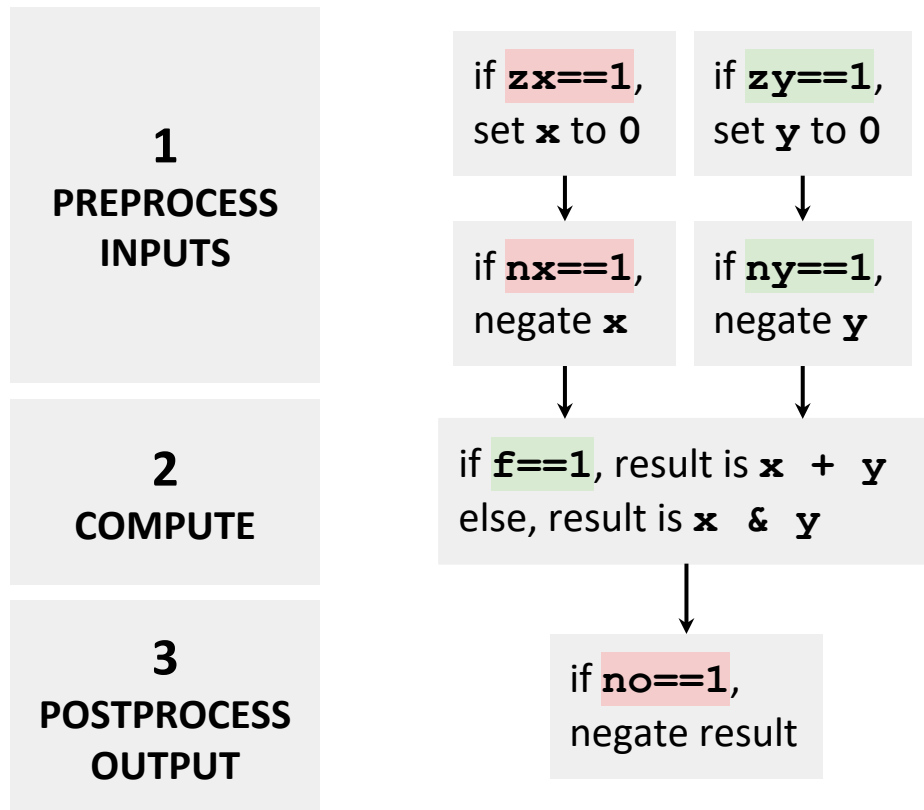 1
PREPROCESS
INPUTS
if zx==1,
set x to 0
if zy==1,
set y to 0
if nx==1,
negate x
if ny==1,
negate y
2
COMPUTE
if f==1, result is x + y
else, result is x & y
3
POSTPROCESS
OUTPUT
if no==1,
negate result